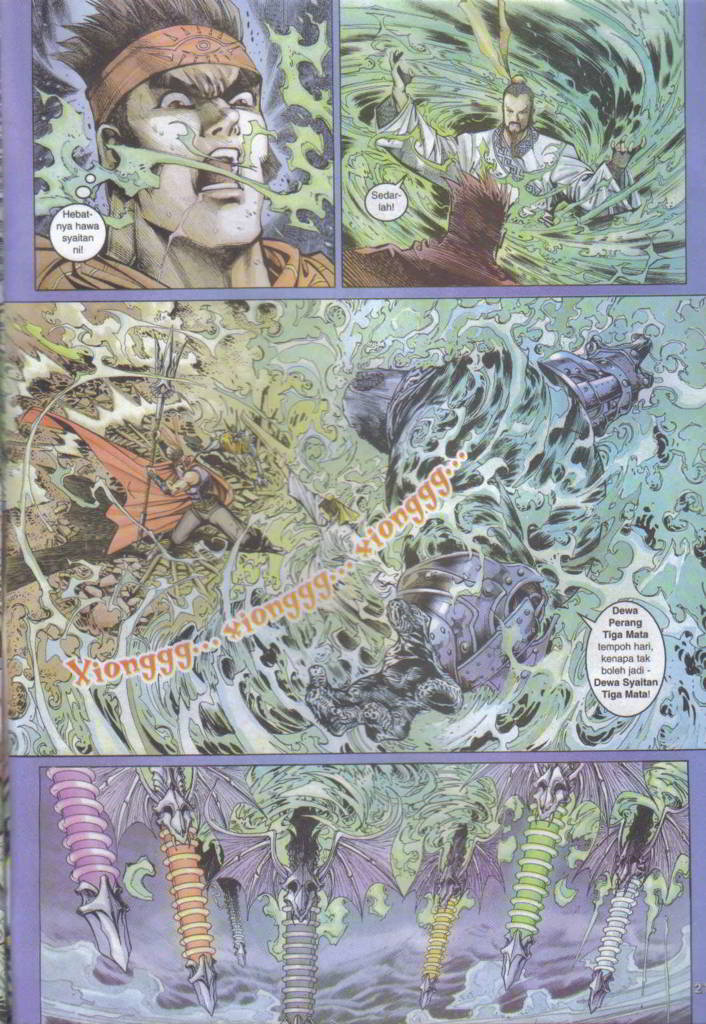 Hebat-
nya hawa
syaitan
ni!
Sedar-
lah!
Xionggg... xionggg... xionggg...
Dewa
Perang
Tiga Mata
tempoh hari,
kenapa tak
boleh jadi -
Dewa Syaitan
Tiga Mata!